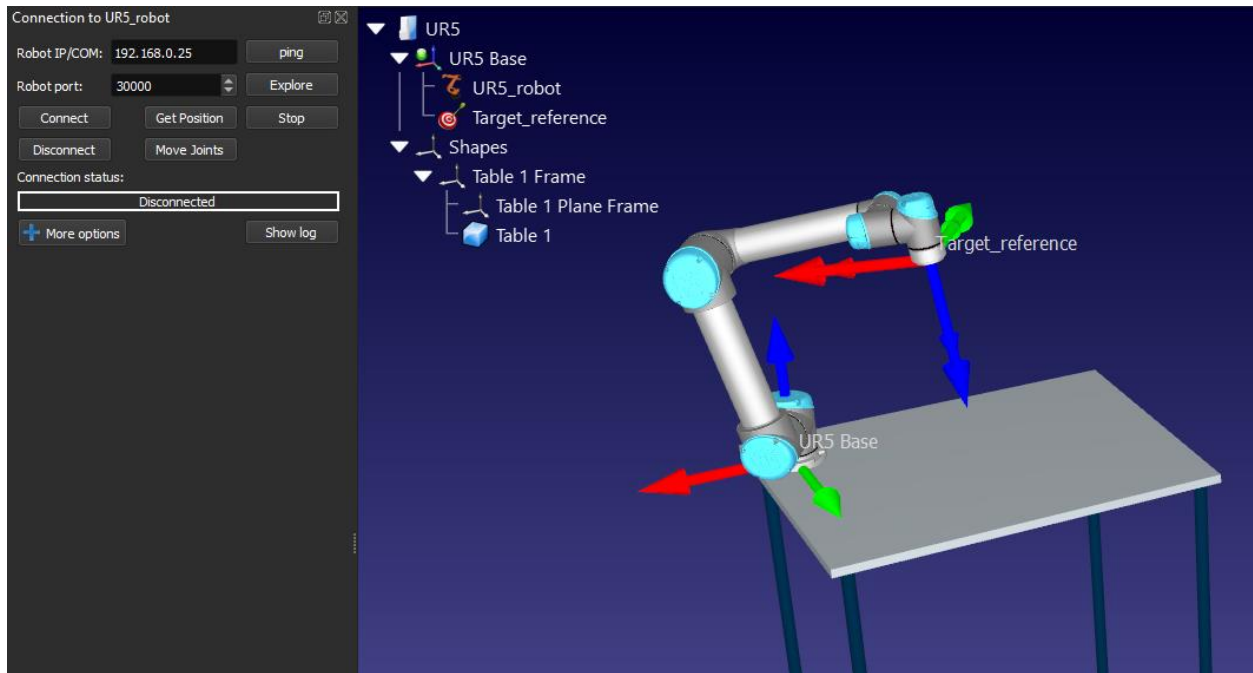 Connection to UR5_robot
Robot IP/COM: 192.168.0.25 ping
Robot port: 30000 Explore
Connect Get Position Stop
Disconnect Move Joints
Connection status:
Disconnected
More options Show log
UR5
UR5 Base
UR5_robot
Target_reference
Shapes
Table 1 Frame
Table 1 Plane Frame
Table 1
Target_reference
UR5 Base